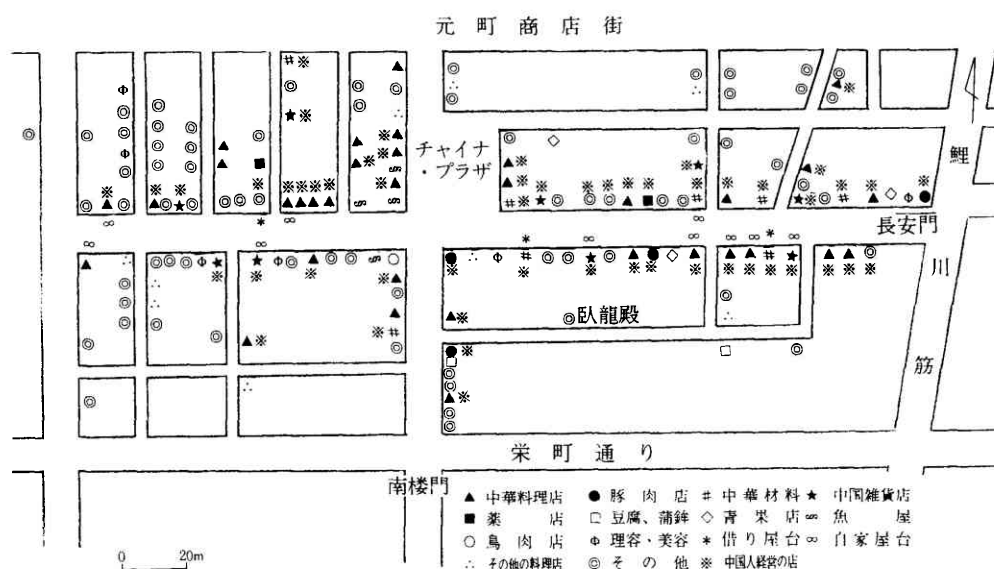 元町商店街
チャイナ
・プラザ
鯉
川
筋
長安門
臥龍殿
栄町通り
南楼門
▲ 中華料理店 ● 豚肉店 ♯ 中華材料 ★ 中国雑貨店
■ 薬店 □ 豆腐、蒲鉾 ◇ 青果店 魚屋
○ 鳥肉店 Φ 理容・美容 * 借り屋台 ∞ 自家屋台
∴ その他の料理店 ◎ その他 ※ 中国人経営の店
0 20m